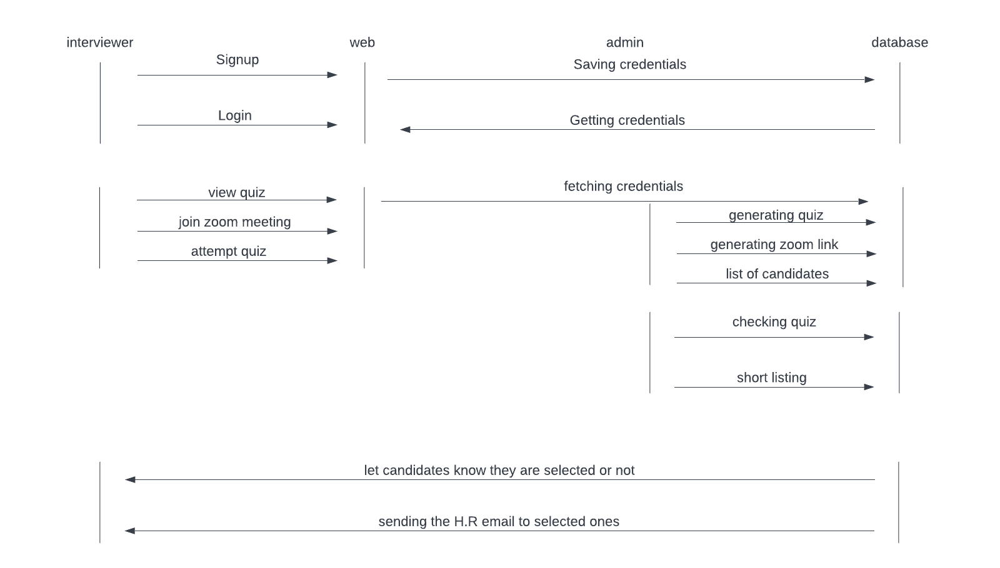 interviewer
web
admin
database
Signup
Saving credentials
Login
Getting credentials
view quiz
fetching credentials
join zoom meeting
generating quiz
attempt quiz
generating zoom link
list of candidates
checking quiz
short listing
let candidates know they are selected or not
sending the H.R email to selected ones